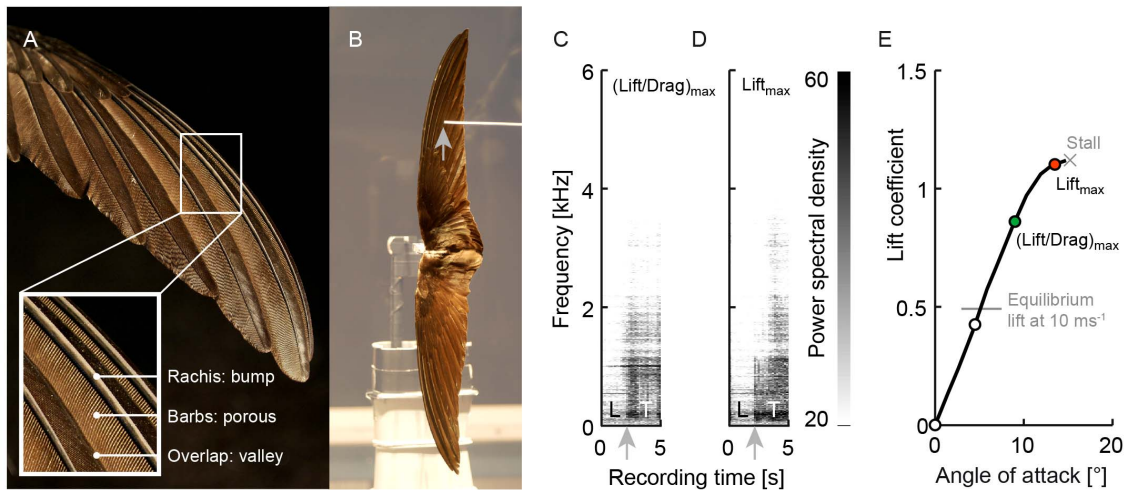 A
Rachis: bump
Barbs: porous
Overlap: valley
B
C
6
4
2
0
Frequency [kHz]
(Lift/Drag)max
L T
0 5
D
Liftmax
L T
0 5
Recording time [s]
60
20
Power spectral density
E
1.5
1
0.5
0
Lift coefficient
Stall
Liftmax
(Lift/Drag)max
Equilibrium
lift at 10 ms-1
0 10 20
Angle of attack [°]